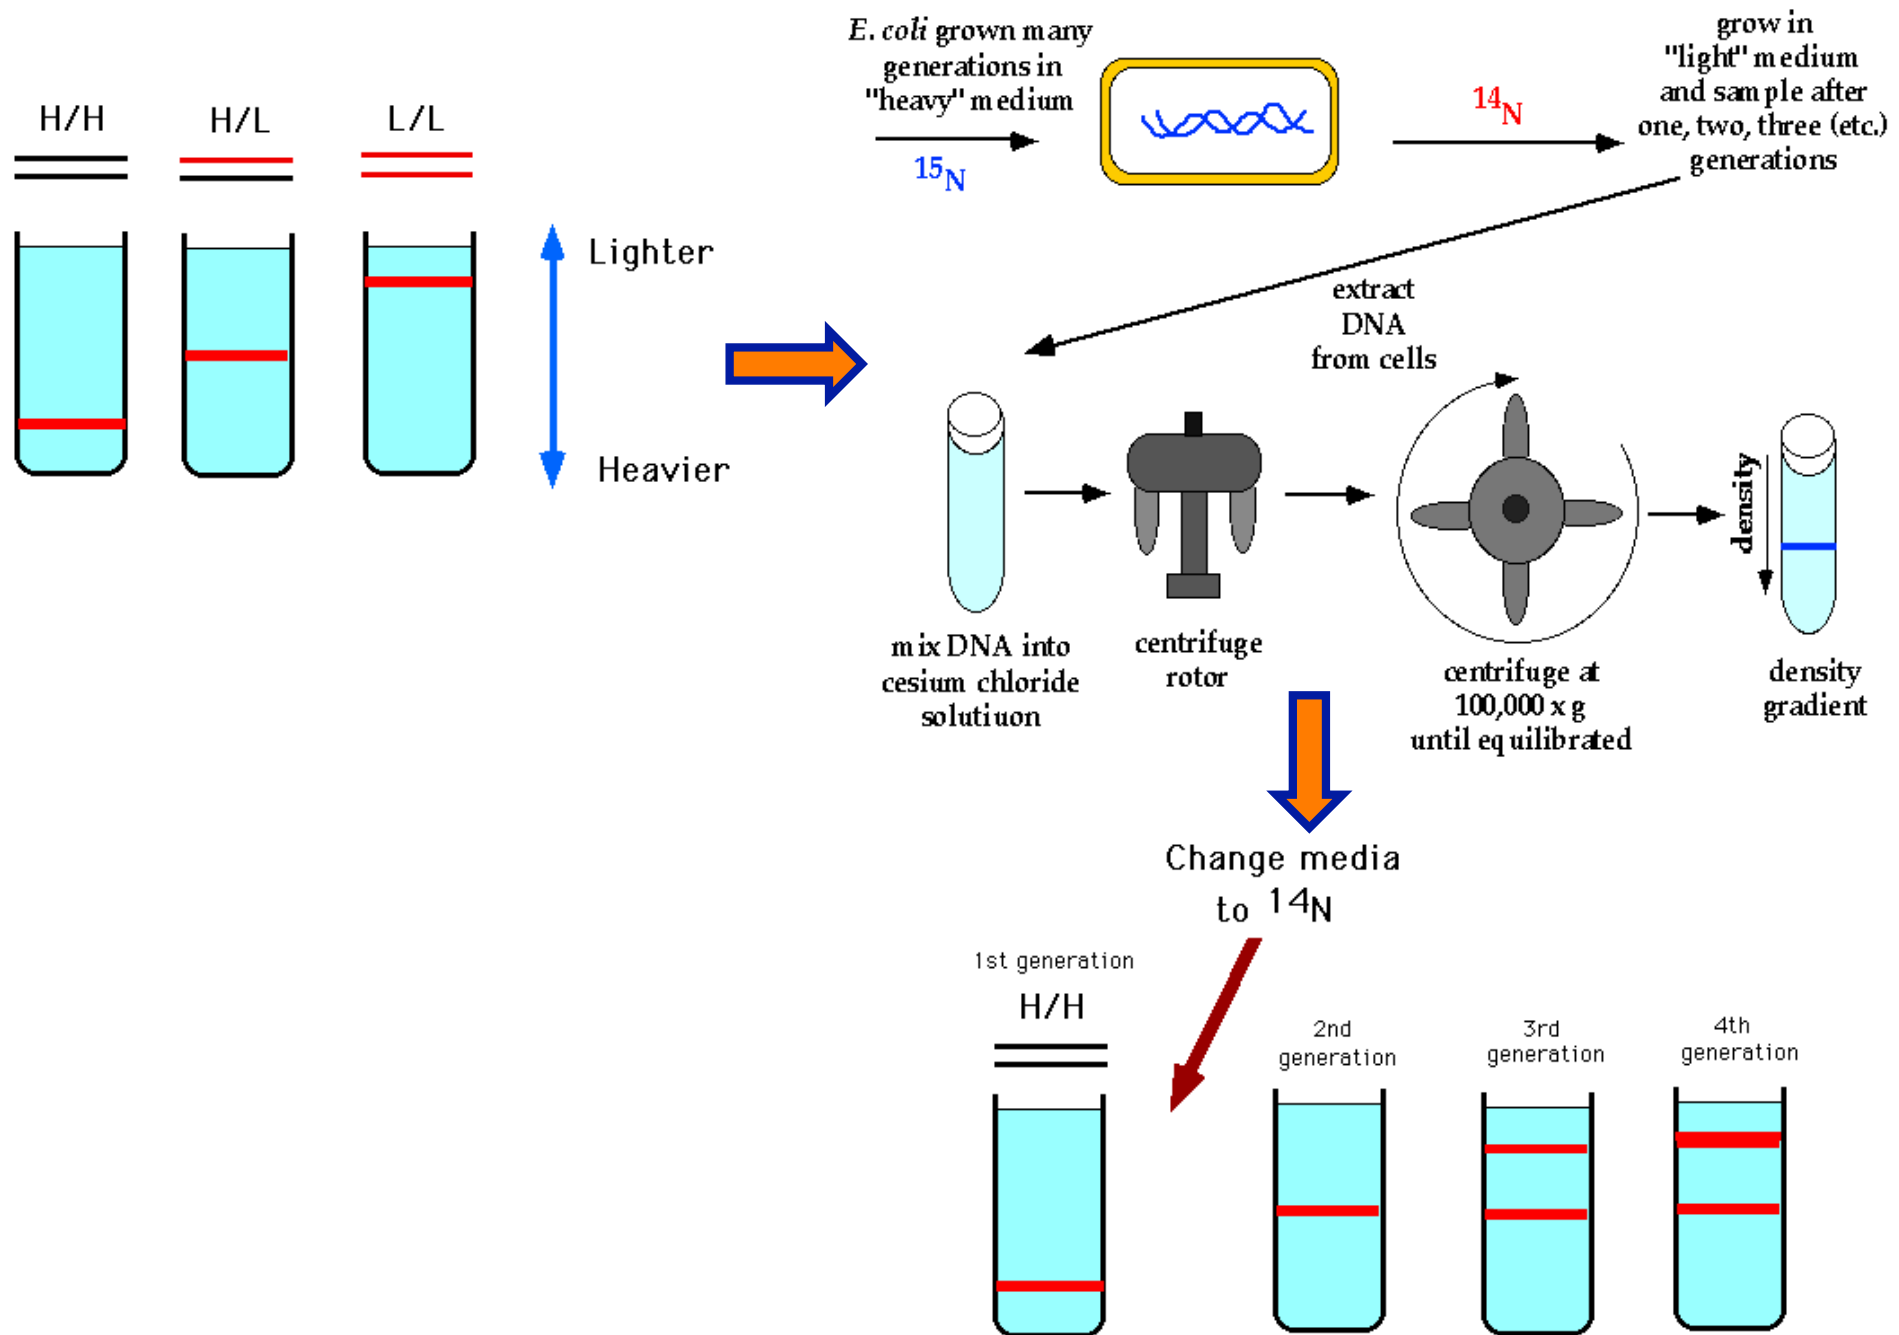 H/H
H/L
L/L
Lighter
Heavier
E. coli grown many
generations in
"heavy" medium
15N
14N
grow in
"light" medium
and sample after
one, two, three (etc.)
generations
extract
DNA
from cells
mix DNA into
cesium chloride
solutiuon
centrifuge
rotor
centrifuge at
100,000 x g
until equilibrated
density
density
gradient
Change media
to 14N
1st generation
H/H
2nd
generation
3rd
generation
4th
generation